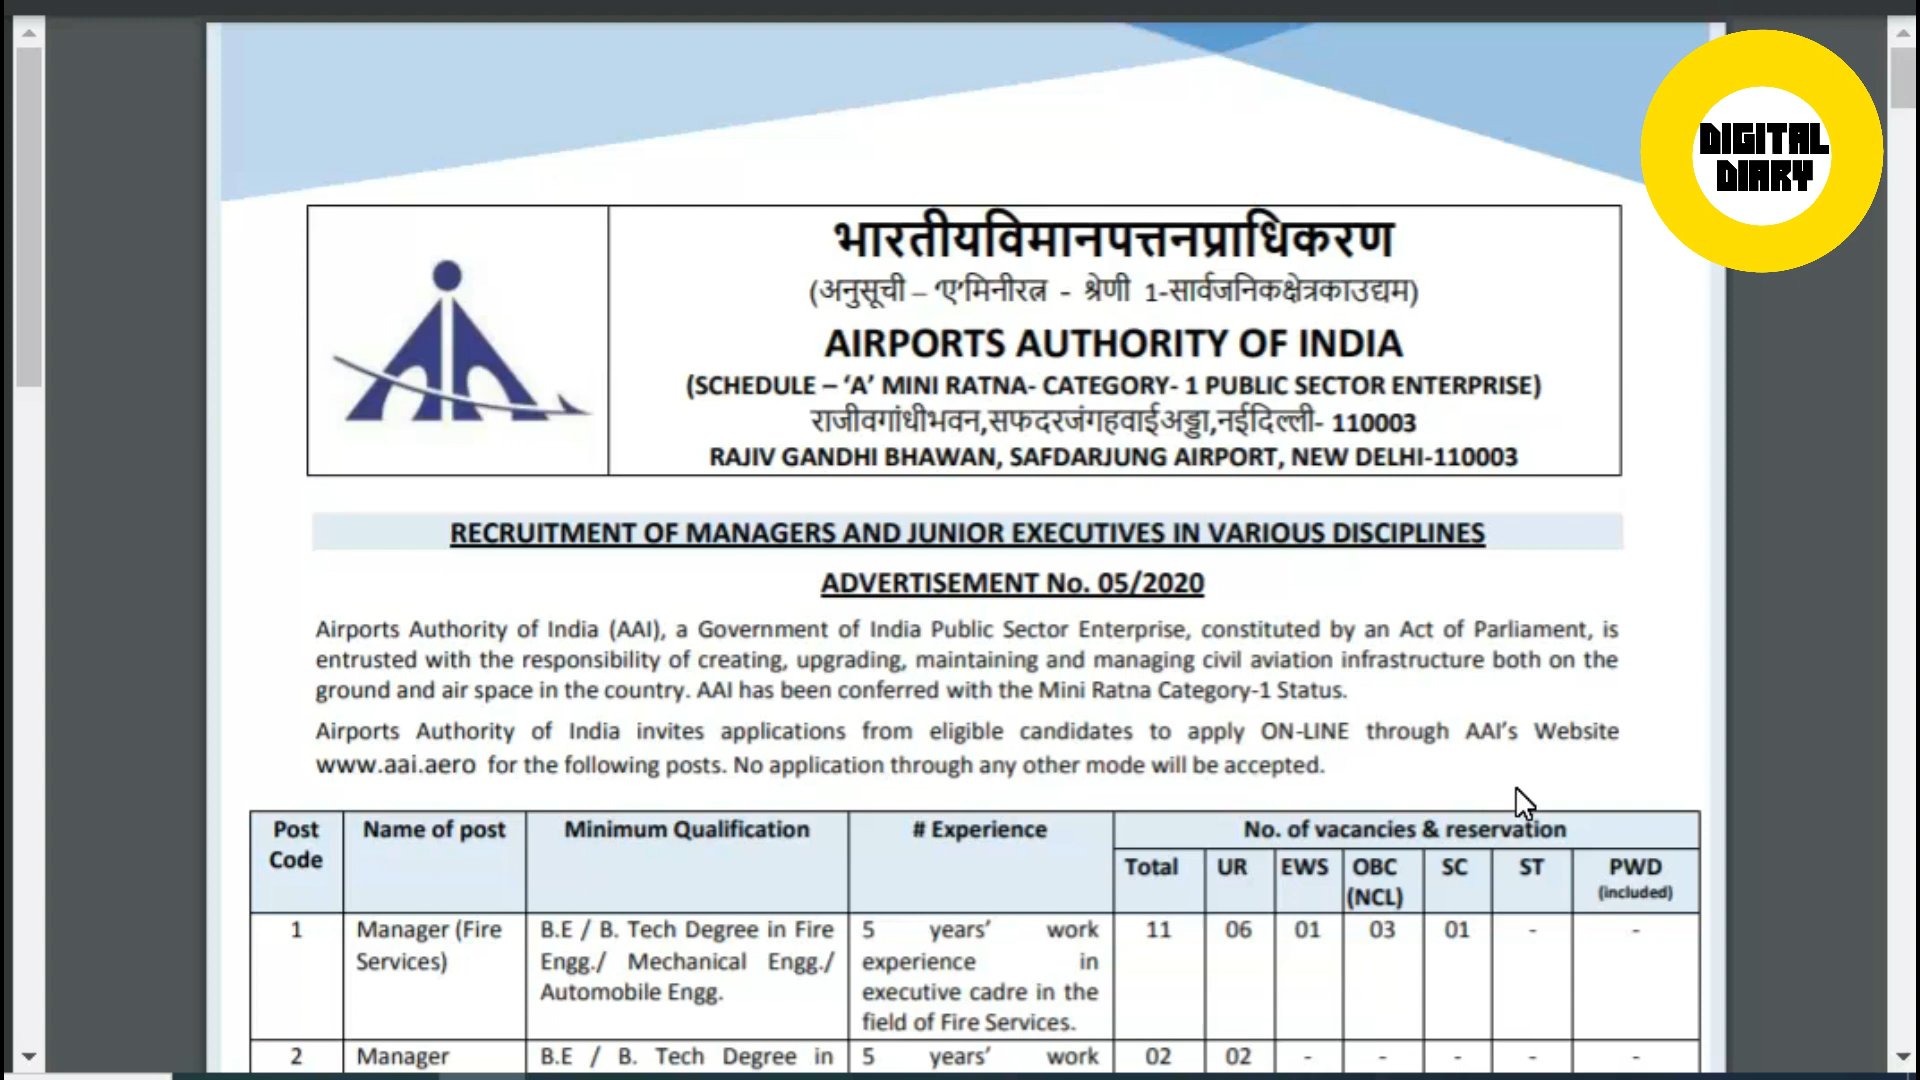 DIGITAL
DIARY
भारतीयविमानपत्तनप्राधिकरण
(अनुसूची – ‘ए’मिनीरत्न - श्रेणी 1-सार्वजनिकक्षेत्रकाउद्यम)
AIRPORTS AUTHORITY OF INDIA
(SCHEDULE – ‘A’ MINI RATNA- CATEGORY- 1 PUBLIC SECTOR ENTERPRISE)
राजीवगांधीभवन,सफदरजंगहवाईअड्डा,नईदिल्ली- 110003
RAJIV GANDHI BHAWAN, SAFDARJUNG AIRPORT, NEW DELHI-110003
RECRUITMENT OF MANAGERS AND JUNIOR EXECUTIVES IN VARIOUS DISCIPLINES
ADVERTISEMENT No. 05/2020
Airports Authority of India (AAI), a Government of India Public Sector Enterprise, constituted by an Act of Parliament, is
entrusted with the responsibility of creating, upgrading, maintaining and managing civil aviation infrastructure both on the
ground and air space in the country. AAI has been conferred with the Mini Ratna Category-1 Status.
Airports Authority of India invites applications from eligible candidates to apply ON-LINE through AAI’s Website
www.aai.aero for the following posts. No application through any other mode will be accepted.
Post Name of post Minimum Qualification # Experience No. of vacancies & reservation
Code Total UR EWS OBC SC ST PWD
(NCL) (included)
1 Manager (Fire B.E / B. Tech Degree in Fire 5 years’ work 11 06 01 03 01 - -
Services) Engg./ Mechanical Engg./ experience in
Automobile Engg. executive cadre in the
field of Fire Services.
2 Manager B.E / B. Tech Degree in 5 years’ work 02 02 - - - - -